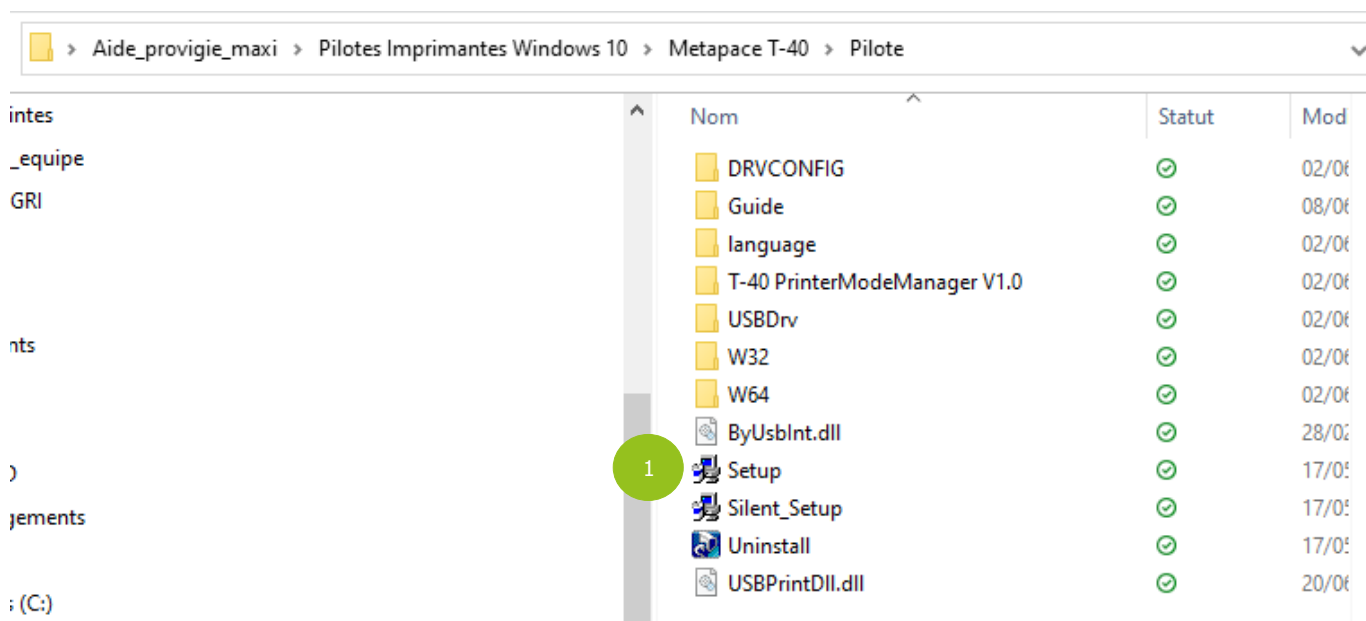 Aide_provigie_maxi > Pilotes Imprimantes Windows 10 > Metapace T-40 > Pilote
intes
_equipe
GRI
nts
gements
s (C:)
Nom Statut Mod
DRVCONFIG 02/06
Guide 08/06
language 02/06
T-40 PrinterModeManager V1.0 02/06
USBDrv 02/06
W32 02/06
W64 02/06
ByUsbInt.dll 28/02
1 Setup 17/05
Silent_Setup 17/05
Uninstall 17/05
USBPrintDll.dll 20/06